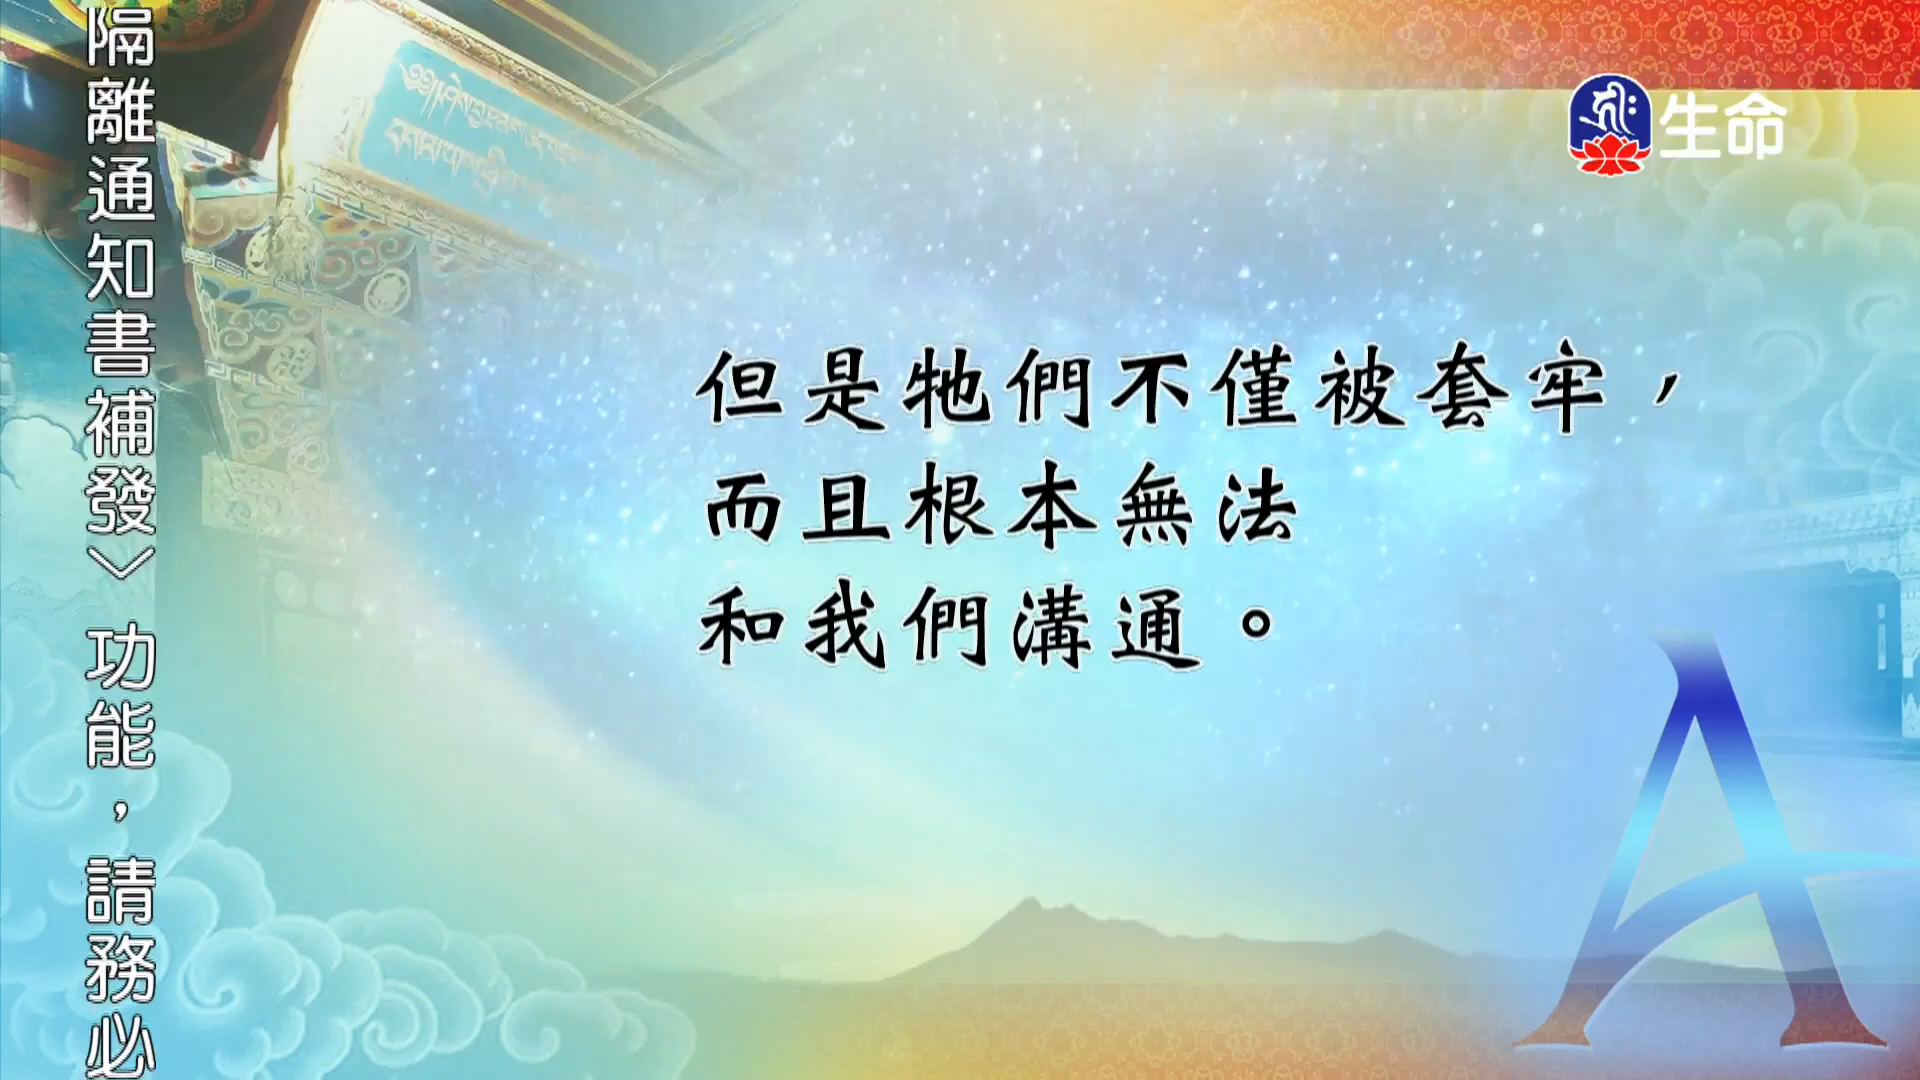 隔離通知書補發〉功能，請務必
生命
但是牠們不僅被套牢，
而且根本無法
和我們溝通。
A